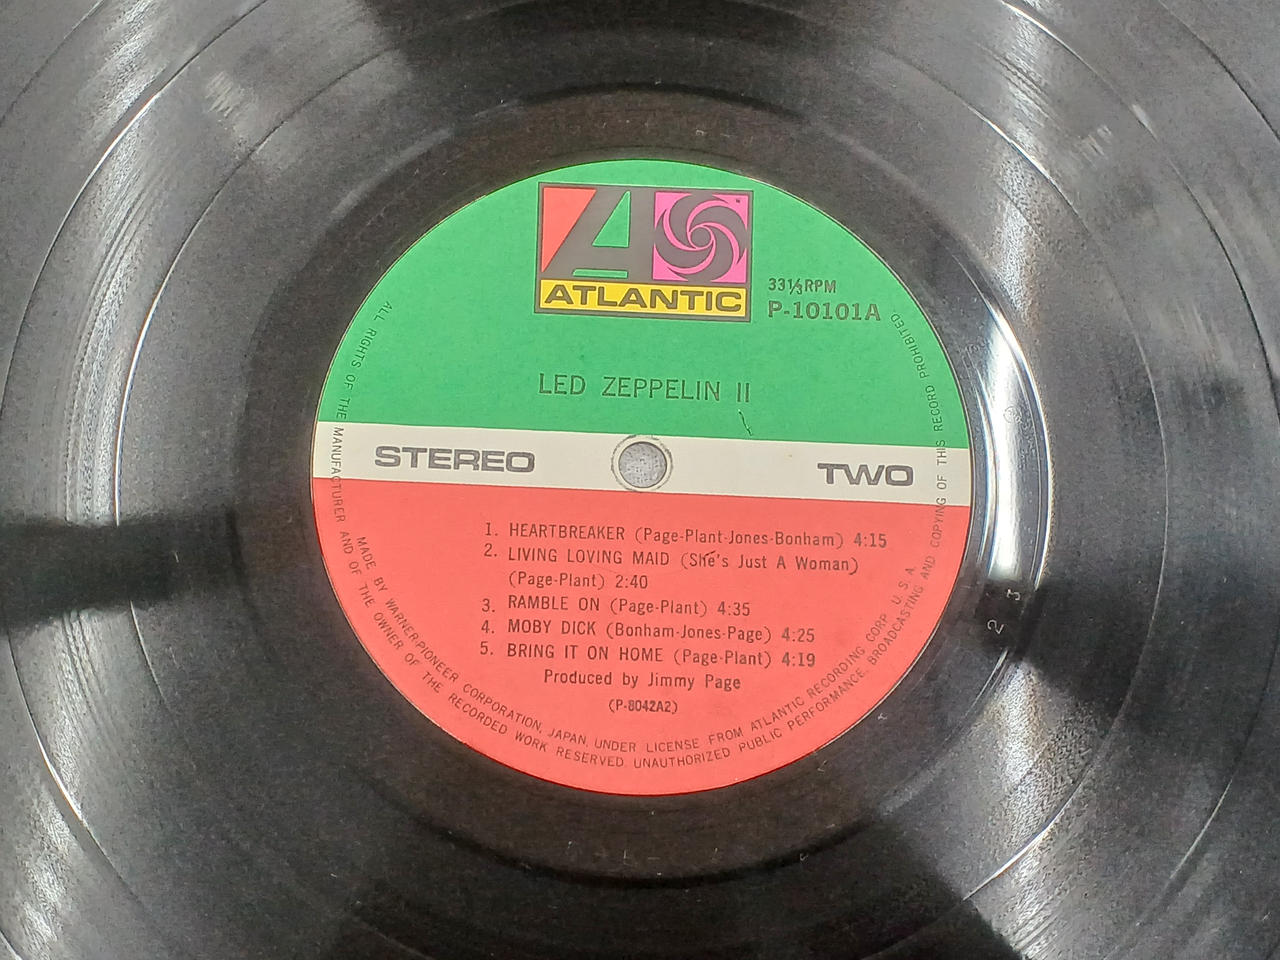 ATLANTIC
33⅓RPM
P-10101A
LED ZEPPELIN II
STEREO
TWO
1. HEARTBREAKER (Page-Plant-Jones-Bonham) 4:15
2. LIVING LOVING MAID (She's Just A Woman)
(Page-Plant) 2:40
3. RAMBLE ON (Page-Plant) 4:35
4. MOBY DICK (Bonham-Jones-Page) 4:25
5. BRING IT ON HOME (Page-Plant) 4:19
Produced by Jimmy Page
(P-8042A2)
MADE BY WARNER-PIONEER CORPORATION, JAPAN, UNDER LICENSE FROM ATLANTIC RECORDING CORP. U.S.A.
ALL RIGHTS OF THE MANUFACTURER AND OF THE OWNER OF THE RECORDED WORK RESERVED. UNAUTHORIZED PUBLIC PERFORMANCE, BROADCASTING AND COPYING OF THIS RECORD PROHIBITED.
2 3